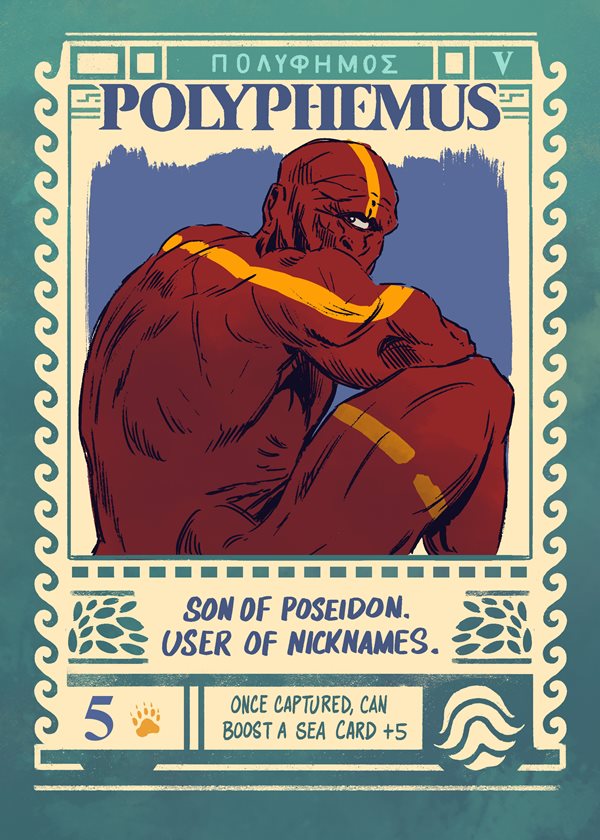 ΠΟΛΥΦΗΜΟΣ
V
POLYPHEMUS
SON OF POSEIDON.
USER OF NICKNAMES.
5
ONCE CAPTURED, CAN
BOOST A SEA CARD +5